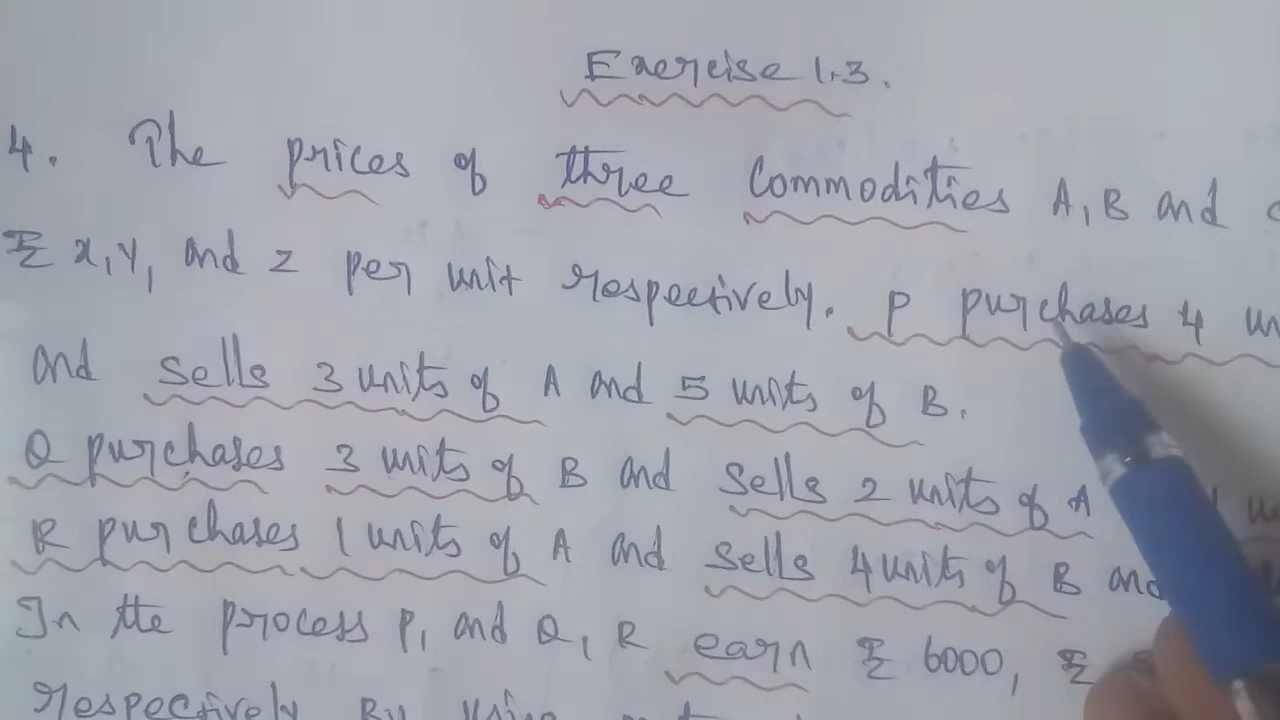 Exercise 1.3.
4. The prices of three Commodities A, B and
₹ x, y, and z per unit respectively. P purchases 4
and sells 3 units of A and 5 units of B.
Q purchases 3 units of B and sells 2 units of A
R purchases 1 units of A and sells 4 units of B and
In the process P, and Q, R earn ₹ 6000, ₹
respectively By using